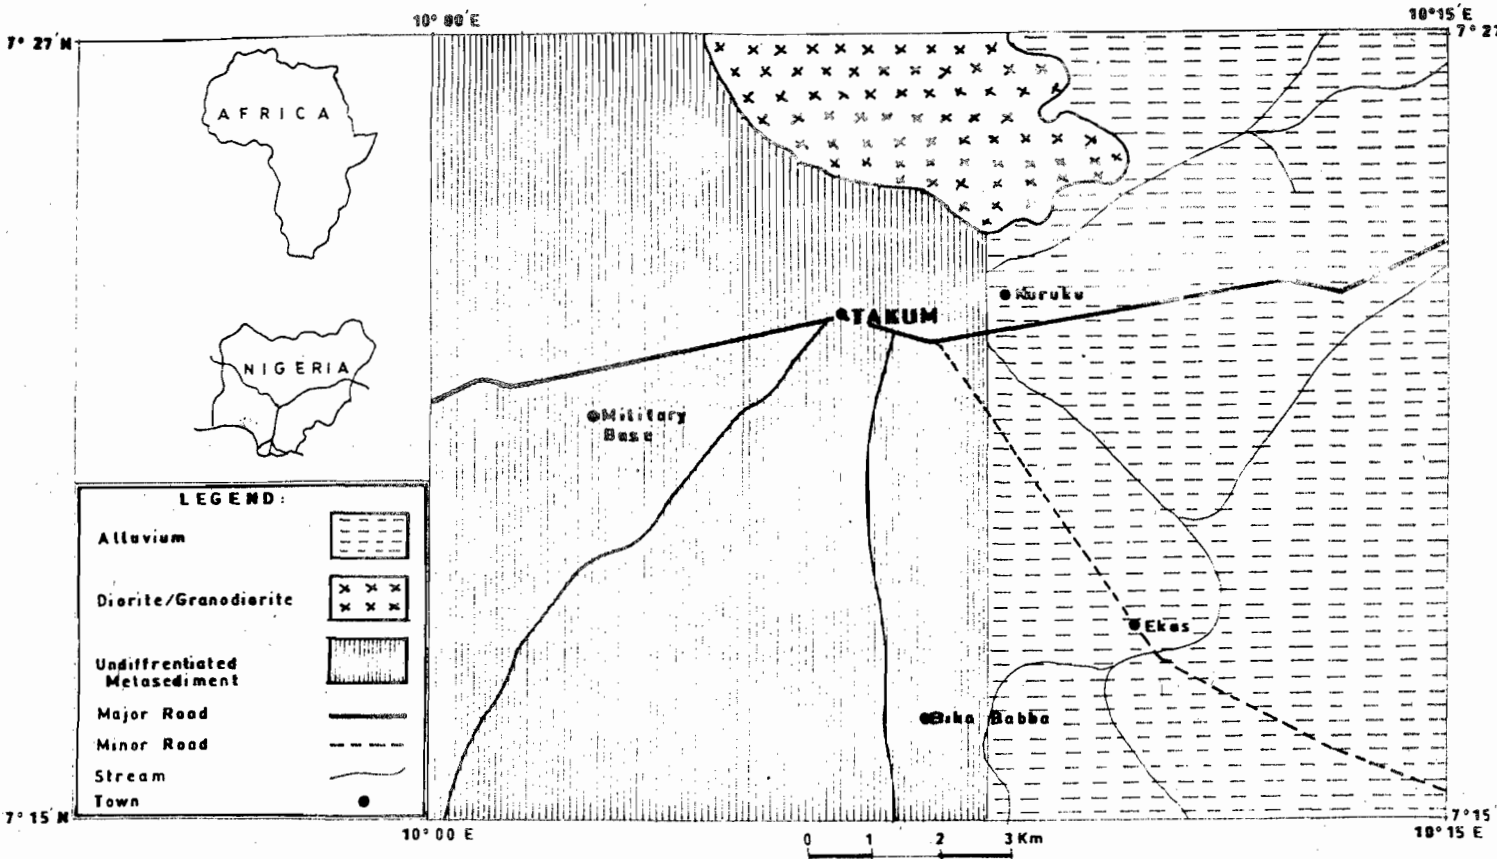 10° 00'E
10°15'E
7° 27'N
7° 27
AFRICA
NIGERIA
Kuruku
TAKUM
Military
Base
LEGEND:
Alluvium
Diorite/Granodiorite
Undiffrentiated
Metasediment
Major Road
Minor Road
Stream
Town
Ekas
Bika Babba
7° 15'N
7°15
10° 00 E
10° 15 E
0 1 2 3 Km